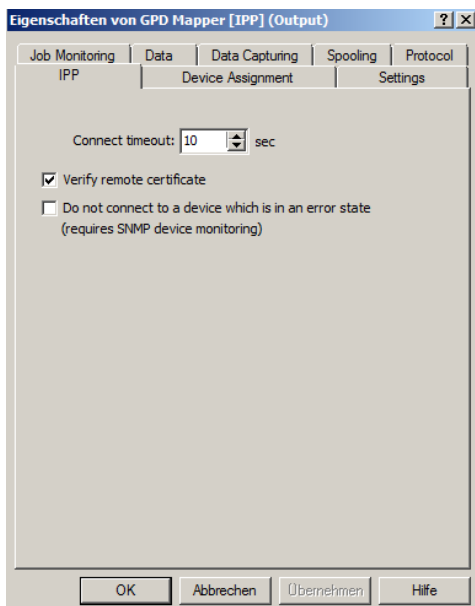 Eigenschaften von GPD Mapper [IPP] (Output)
Job Monitoring Data Data Capturing Spooling Protocol
IPP Device Assignment Settings
Connect timeout: 10 sec
Verify remote certificate
Do not connect to a device which is in an error state
(requires SNMP device monitoring)
OK Abbrechen Übernehmen Hilfe